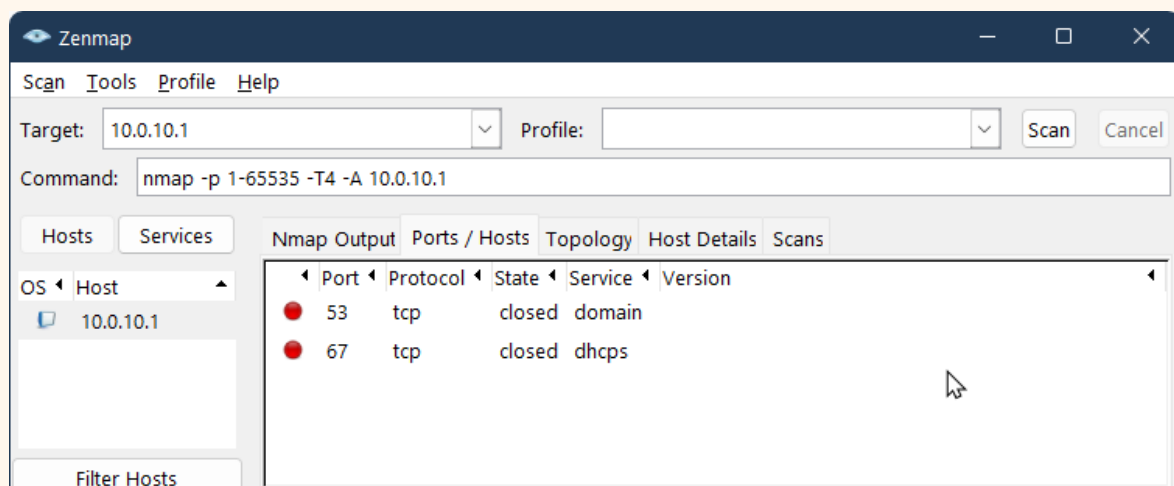 Zenmap
Scan Tools Profile Help
Target: 10.0.10.1 Profile: Scan Cancel
Command: nmap -p 1-65535 -T4 -A 10.0.10.1
Hosts Services Nmap Output Ports / Hosts Topology Host Details Scans
OS Host Port Protocol State Service Version
10.0.10.1 53 tcp closed domain
67 tcp closed dhcps
Filter Hosts